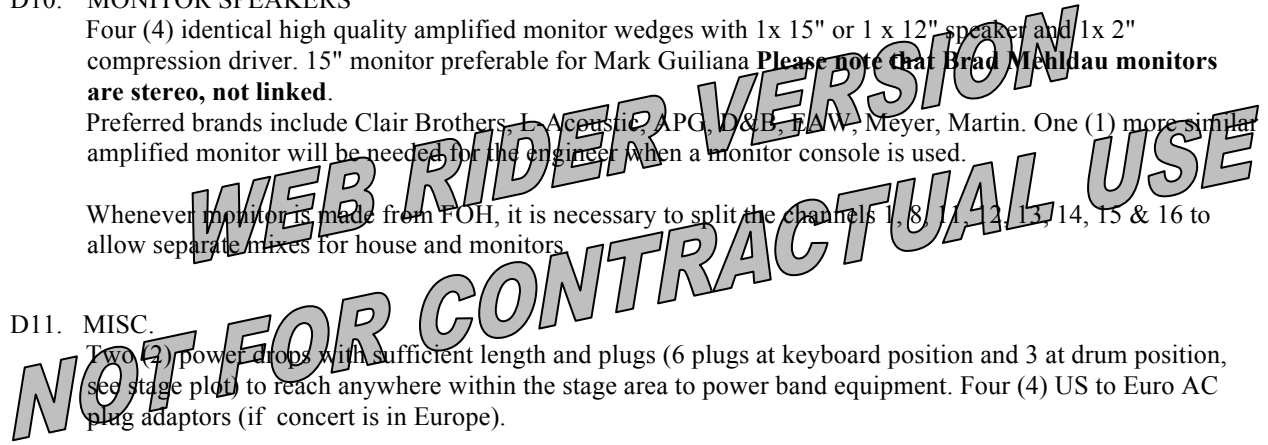 D10. MONITOR SPEAKERS
Four (4) identical high quality amplified monitor wedges with 1x 15" or 1 x 12" speaker and 1x 2"
compression driver. 15" monitor preferable for Mark Guiliana Please note that Brad Mehldau monitors
are stereo, not linked.
Preferred brands include Clair Brothers, L-Acoustic, APG, D&B, EAW, Meyer, Martin. One (1) more similar
amplified monitor will be needed for the engineer when a monitor console is used.
Whenever monitor is made from FOH, it is necessary to split the channels 1, 8, 11, 12, 13, 14, 15 & 16 to
allow separate mixes for house and monitors.
D11. MISC.
Two (2) power drops with sufficient length and plugs (6 plugs at keyboard position and 3 at drum position,
see stage plot) to reach anywhere within the stage area to power band equipment. Four (4) US to Euro AC
plug adaptors (if concert is in Europe).
WEB RIDER VERSION
NOT FOR CONTRACTUAL USE